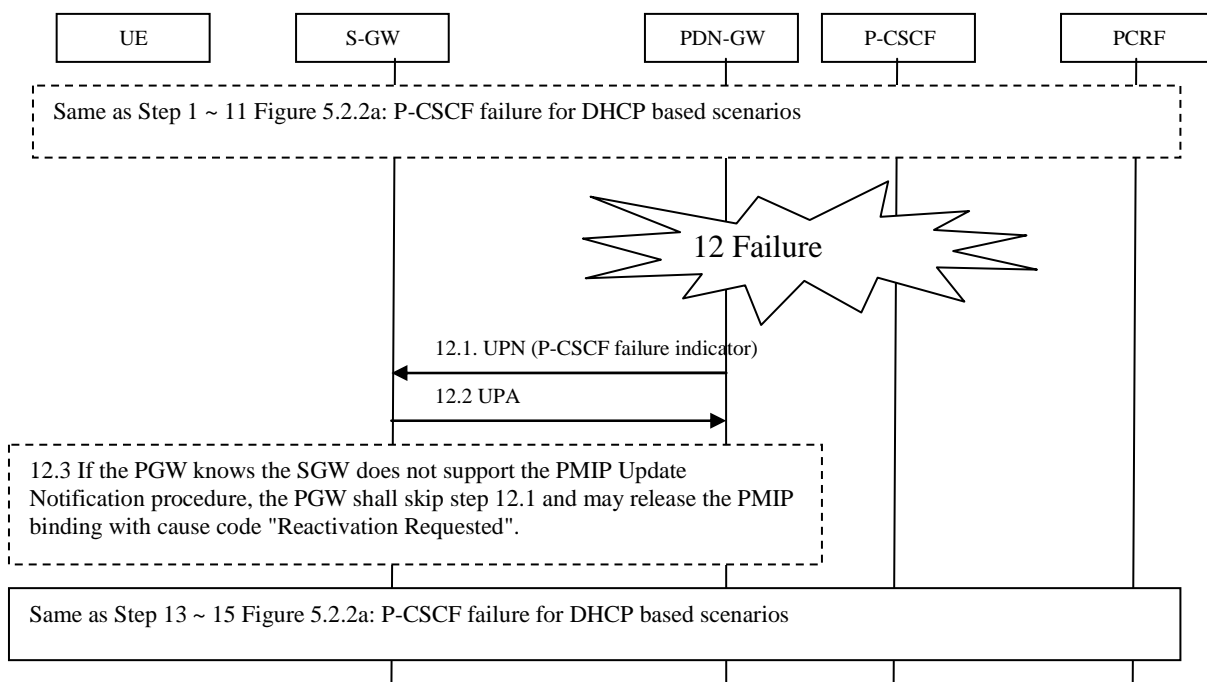 UE
S-GW
PDN-GW
P-CSCF
PCRF
Same as Step 1 ~ 11 Figure 5.2.2a: P-CSCF failure for DHCP based scenarios
12 Failure
12.1. UPN (P-CSCF failure indicator)
12.2 UPA
12.3 If the PGW knows the SGW does not support the PMIP Update
Notification procedure, the PGW shall skip step 12.1 and may release the PMIP
binding with cause code "Reactivation Requested".
Same as Step 13 ~ 15 Figure 5.2.2a: P-CSCF failure for DHCP based scenarios